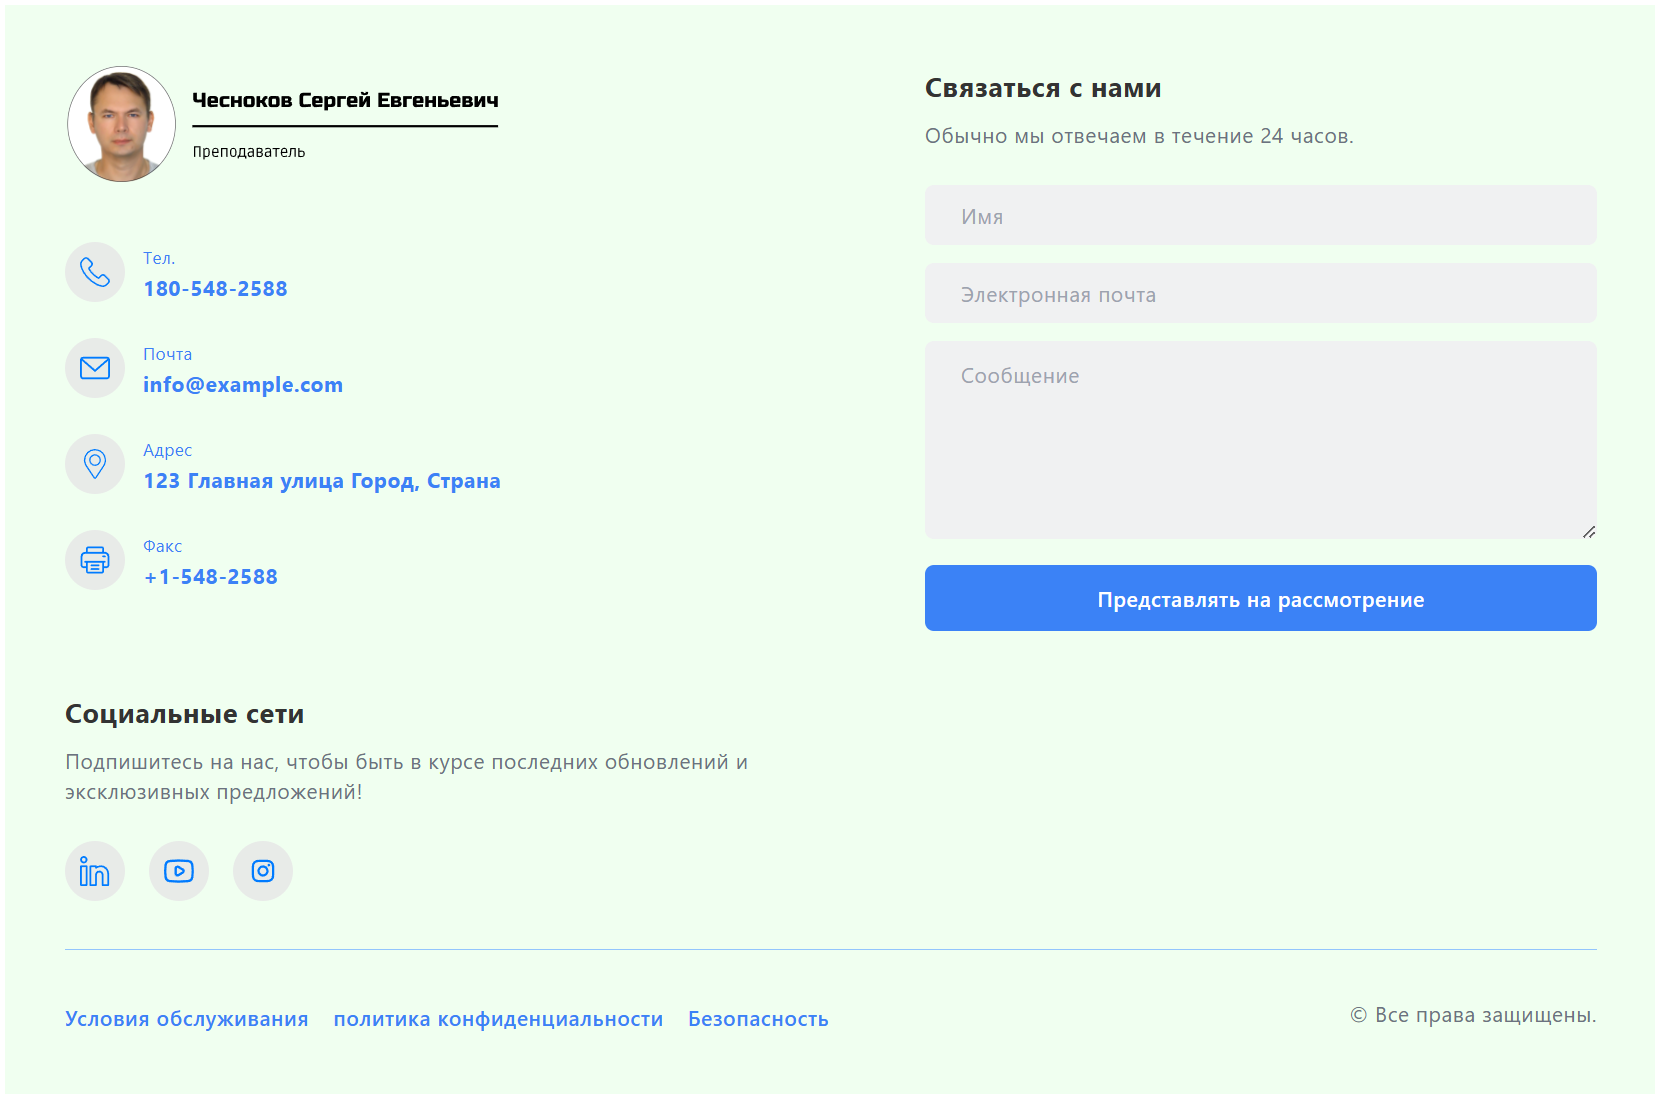 Чесноков Сергей Евгеньевич
Преподаватель
Тел.
180-548-2588
Почта
info@example.com
Адрес
123 Главная улица Город, Страна
Факс
+1-548-2588
Связаться с нами
Обычно мы отвечаем в течение 24 часов.
Имя
Электронная почта
Сообщение
Представлять на рассмотрение
Социальные сети
Подпишитесь на нас, чтобы быть в курсе последних обновлений и
эксклюзивных предложений!
in
Условия обслуживания политика конфиденциальности Безопасность
© Все права защищены.